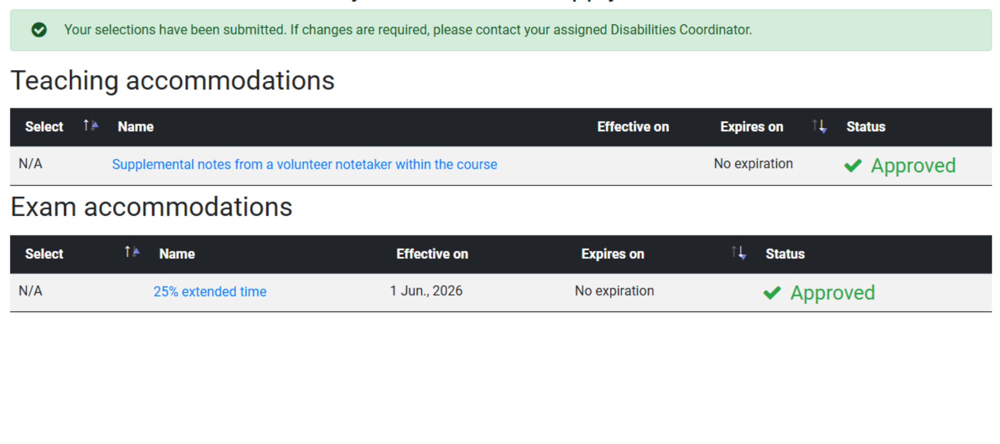 Your selections have been submitted. If changes are required, please contact your assigned Disabilities Coordinator.
Teaching accommodations
Select Name Effective on Expires on Status
N/A Supplemental notes from a volunteer notetaker within the course No expiration Approved
Exam accommodations
Select Name Effective on Expires on Status
N/A 25% extended time 1 Jun., 2026 No expiration Approved